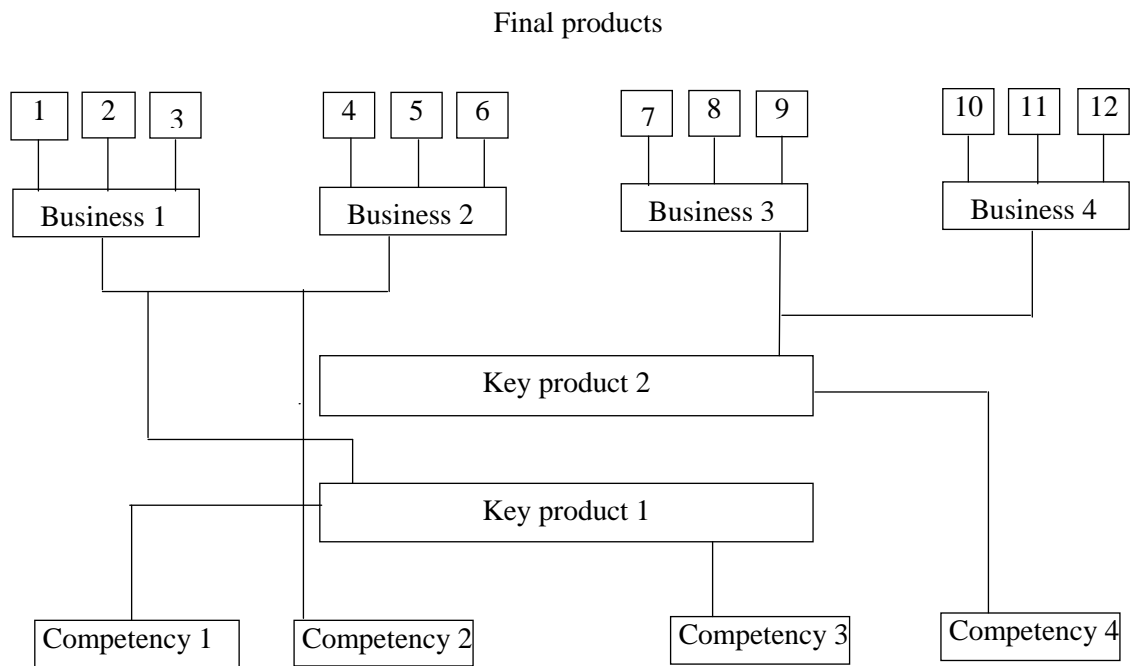 Final products
1 2 3 4 5 6 7 8 9 10 11 12
Business 1 Business 2 Business 3 Business 4
Key product 2
Key product 1
Competency 1 Competency 2 Competency 3 Competency 4